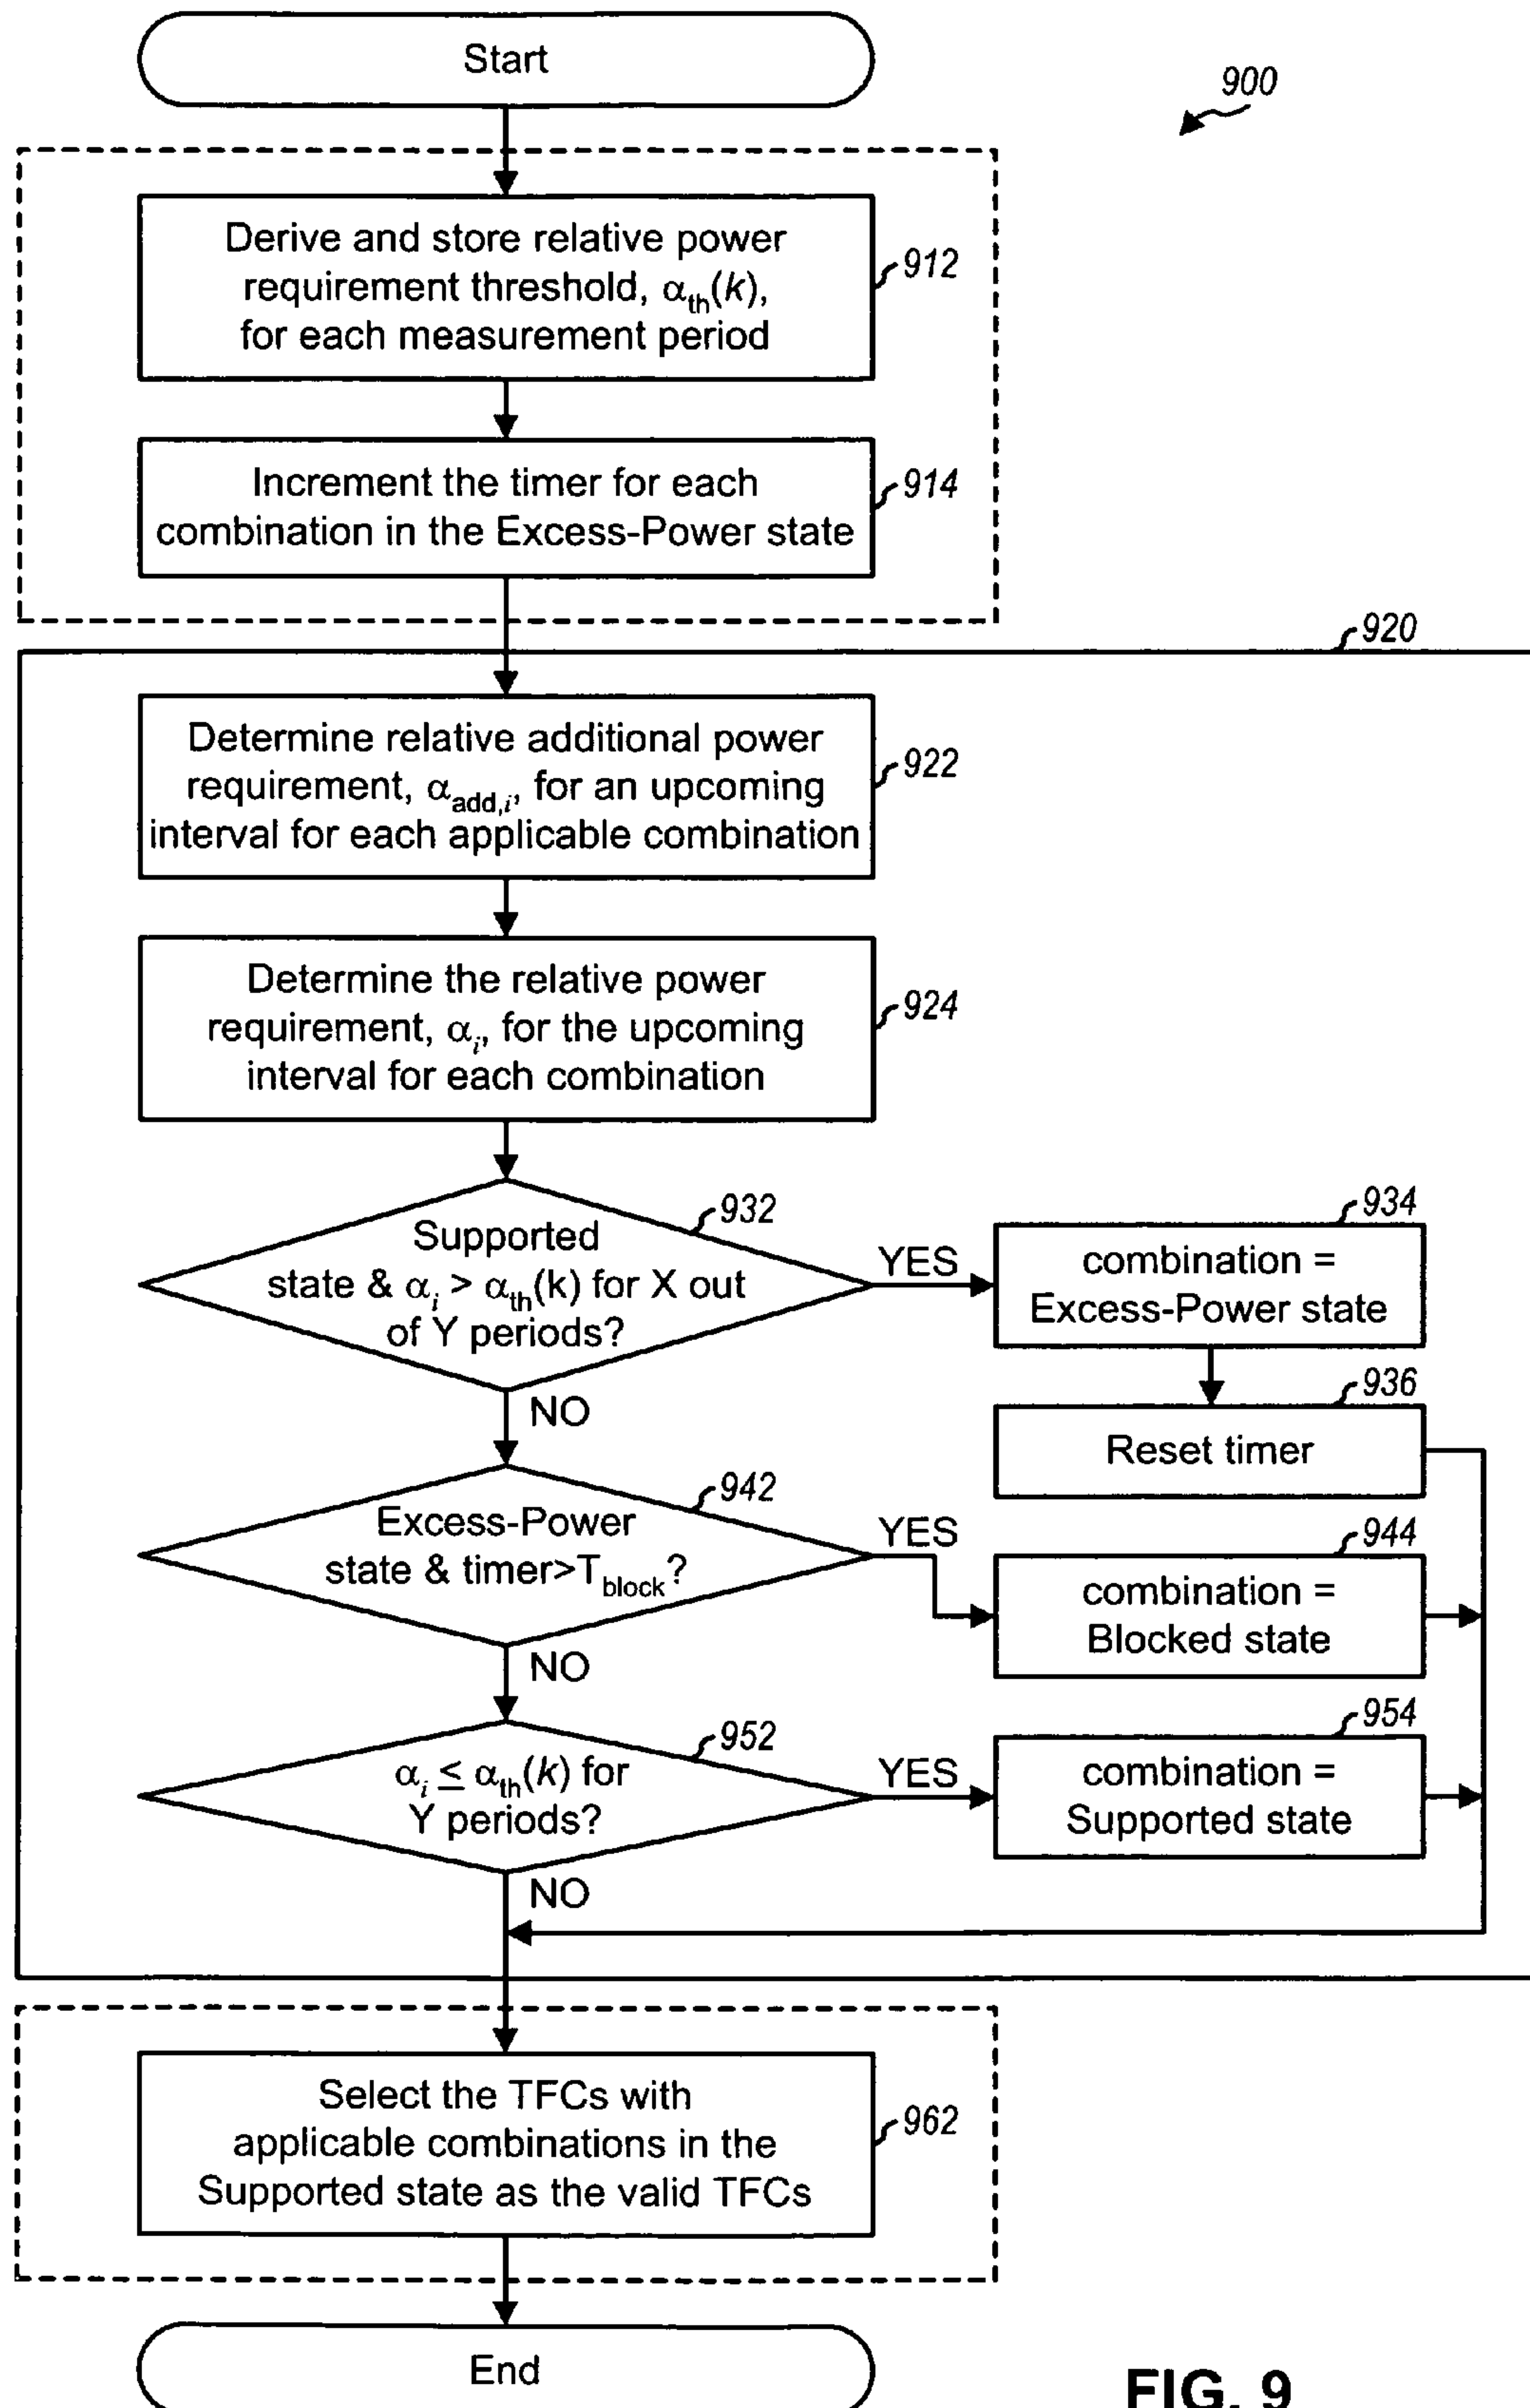 Start
900
Derive and store relative power
requirement threshold, αth(k),
for each measurement period
912
Increment the timer for each
combination in the Excess-Power state
914
920
Determine relative additional power
requirement, αadd,i, for an upcoming
interval for each applicable combination
922
Determine the relative power
requirement, αi, for the upcoming
interval for each combination
924
Supported
state & αi > αth(k) for X out
of Y periods?
932
YES
NO
combination =
Excess-Power state
934
Reset timer
936
Excess-Power
state & timer>Tblock?
942
YES
NO
combination =
Blocked state
944
αi ≤ αth(k) for
Y periods?
952
YES
NO
combination =
Supported state
954
Select the TFCs with
applicable combinations in the
Supported state as the valid TFCs
962
End
FIG. 9